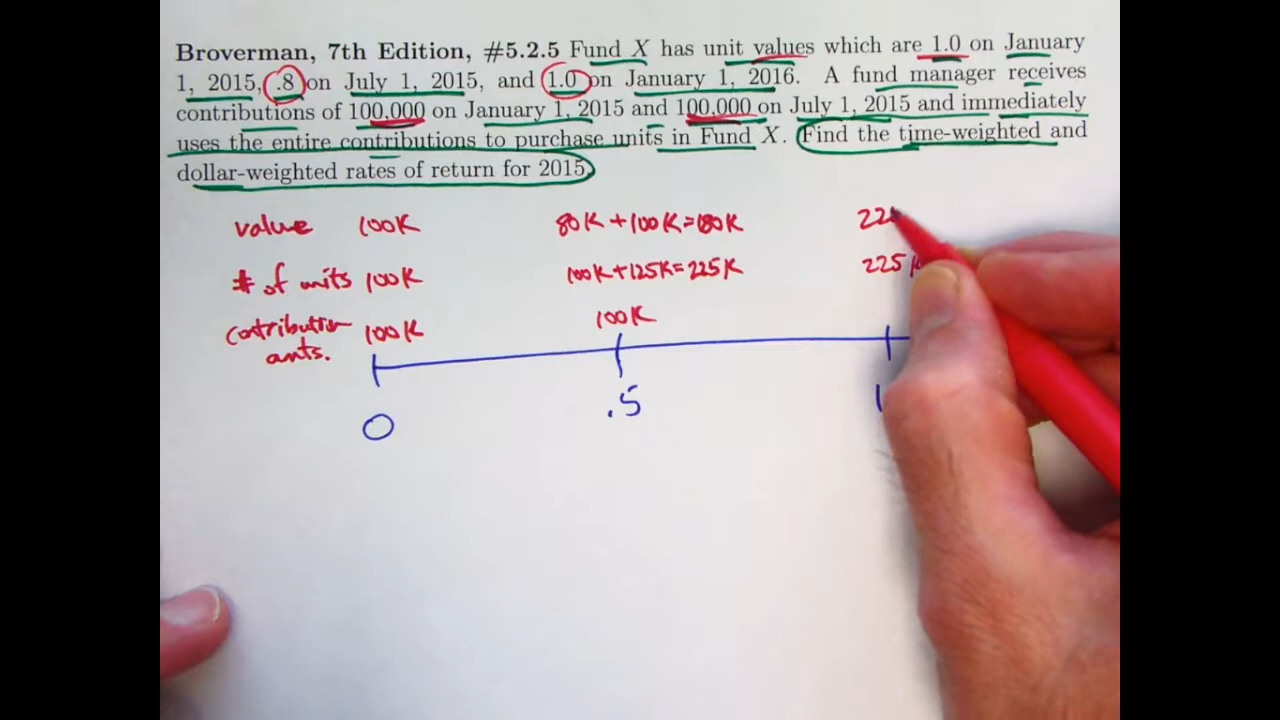 Broverman, 7th Edition, #5.2.5 Fund X has unit values which are 1.0 on January
1, 2015, .8 on July 1, 2015, and 1.0 on January 1, 2016. A fund manager receives
contributions of 100,000 on January 1, 2015 and 100,000 on July 1, 2015 and immediately
uses the entire contributions to purchase units in Fund X. Find the time-weighted and
dollar-weighted rates of return for 2015.
value 100K 80K+100K=180K 22
# of units 100K 100K+125K=225K 225K
contribution 100K 100K
amts.
0 .5 1